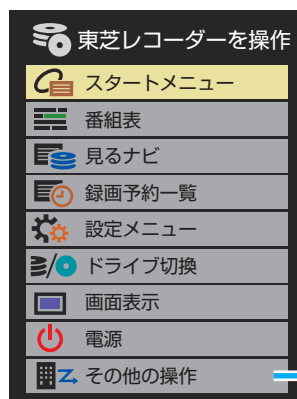 東芝レコーダーを操作
スタートメニュー
番組表
見るナビ
録画予約一覧
設定メニュー
ドライブ切換
画面表示
電源
その他の操作